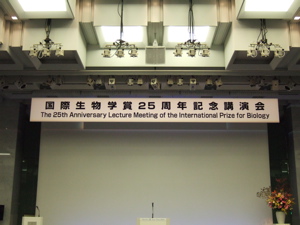 国際生物学賞25周年記念講演会
The 25th Anniversary Lecture Meeting of the International Prize for Biology